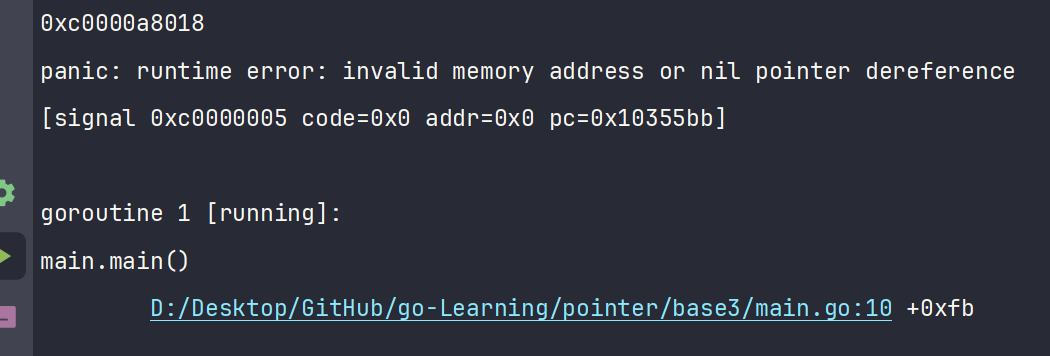 0xc0000a8018
panic: runtime error: invalid memory address or nil pointer dereference
[signal 0xc0000005 code=0x0 addr=0x0 pc=0x10355bb]
goroutine 1 [running]:
main.main()
D:/Desktop/GitHub/go-Learning/pointer/base3/main.go:10 +0xfb